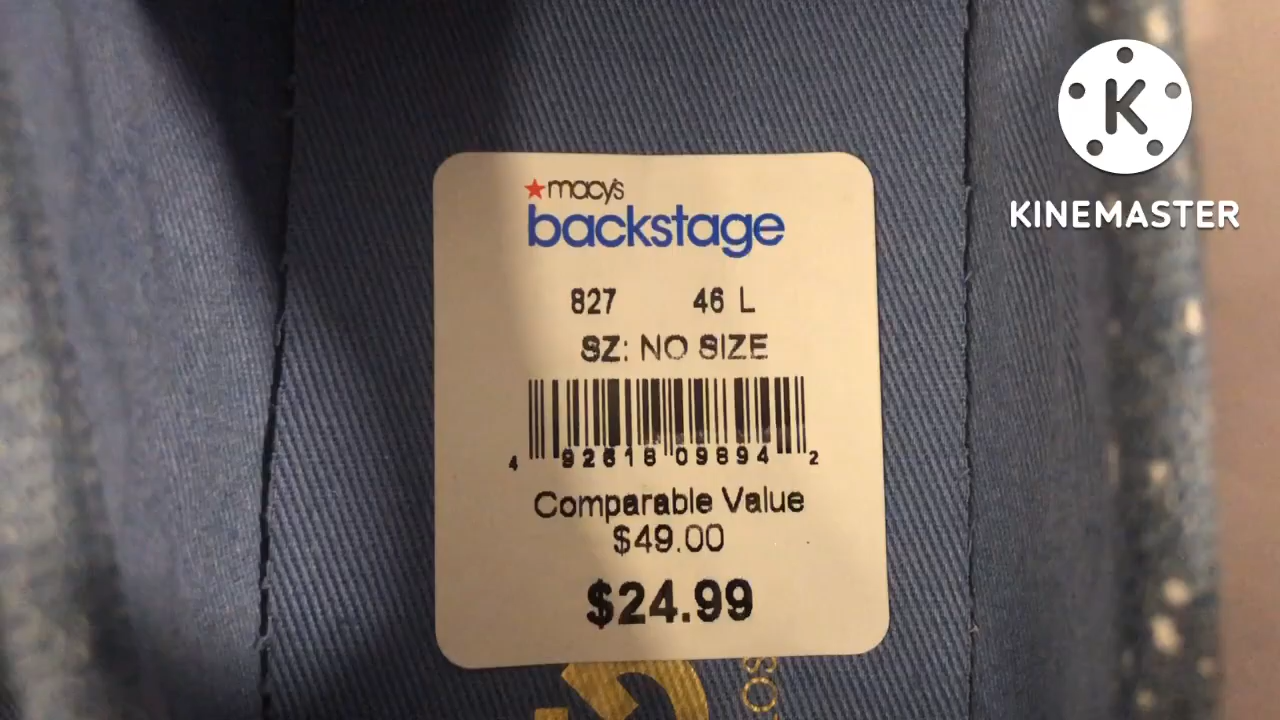 macy's
backstage
827 46 L
SZ: NO SIZE
4 92618 09894 2
Comparable Value
$49.00
$24.99
K
KINEMASTER